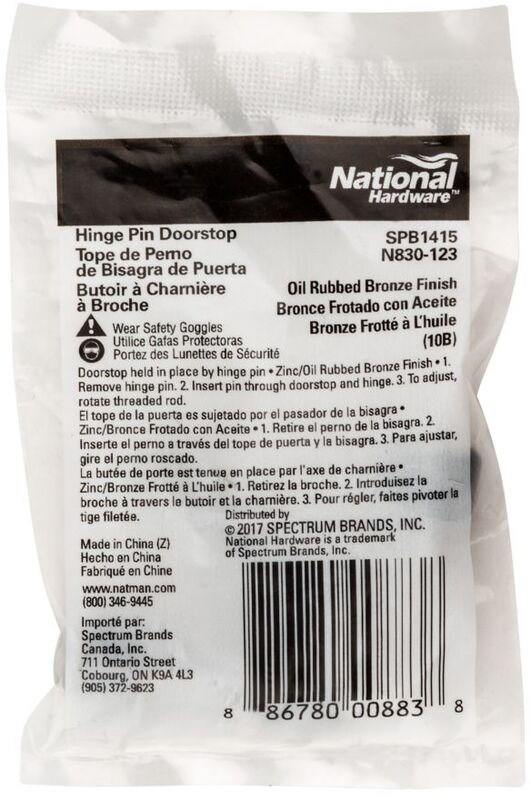 National
Hardware™
Hinge Pin Doorstop
Tope de Perno
de Bisagra de Puerta
Butoir à Charnière
à Broche
SPB1415
N830-123
Oil Rubbed Bronze Finish
Bronce Frotado con Aceite
Bronze Frotté à L'huile
(10B)
Wear Safety Goggles
Utilice Gafas Protectoras
Portez des Lunettes de Sécurité
Doorstop held in place by hinge pin • Zinc/Oil Rubbed Bronze Finish • 1.
Remove hinge pin. 2. Insert pin through doorstop and hinge. 3. To adjust,
rotate threaded rod.
El tope de la puerta es sujetado por el pasador de la bisagra •
Zinc/Bronce Frotado con Aceite • 1. Retire el perno de la bisagra. 2.
Inserte el perno a través del tope de puerta y la bisagra. 3. Para ajustar,
gire el perno roscado.
La butée de porte est tenue en place par l'axe de charnière •
Zinc/Bronze Frotté à L'huile • 1. Retirez la broche. 2. Introduisez la
broche à travers le butoir et la charnière. 3. Pour régler, faites pivoter la
tige filetée.
Distributed by
©2017 SPECTRUM BRANDS, INC.
National Hardware is a trademark
of Spectrum Brands, Inc.
Made in China (Z)
Hecho en China
Fabriqué en Chine
www.natman.com
(800) 346-9445
Importé par:
Spectrum Brands
Canada, Inc.
711 Ontario Street
Cobourg, ON K9A 4L3
(905) 372-9623
8 86780 00883 8